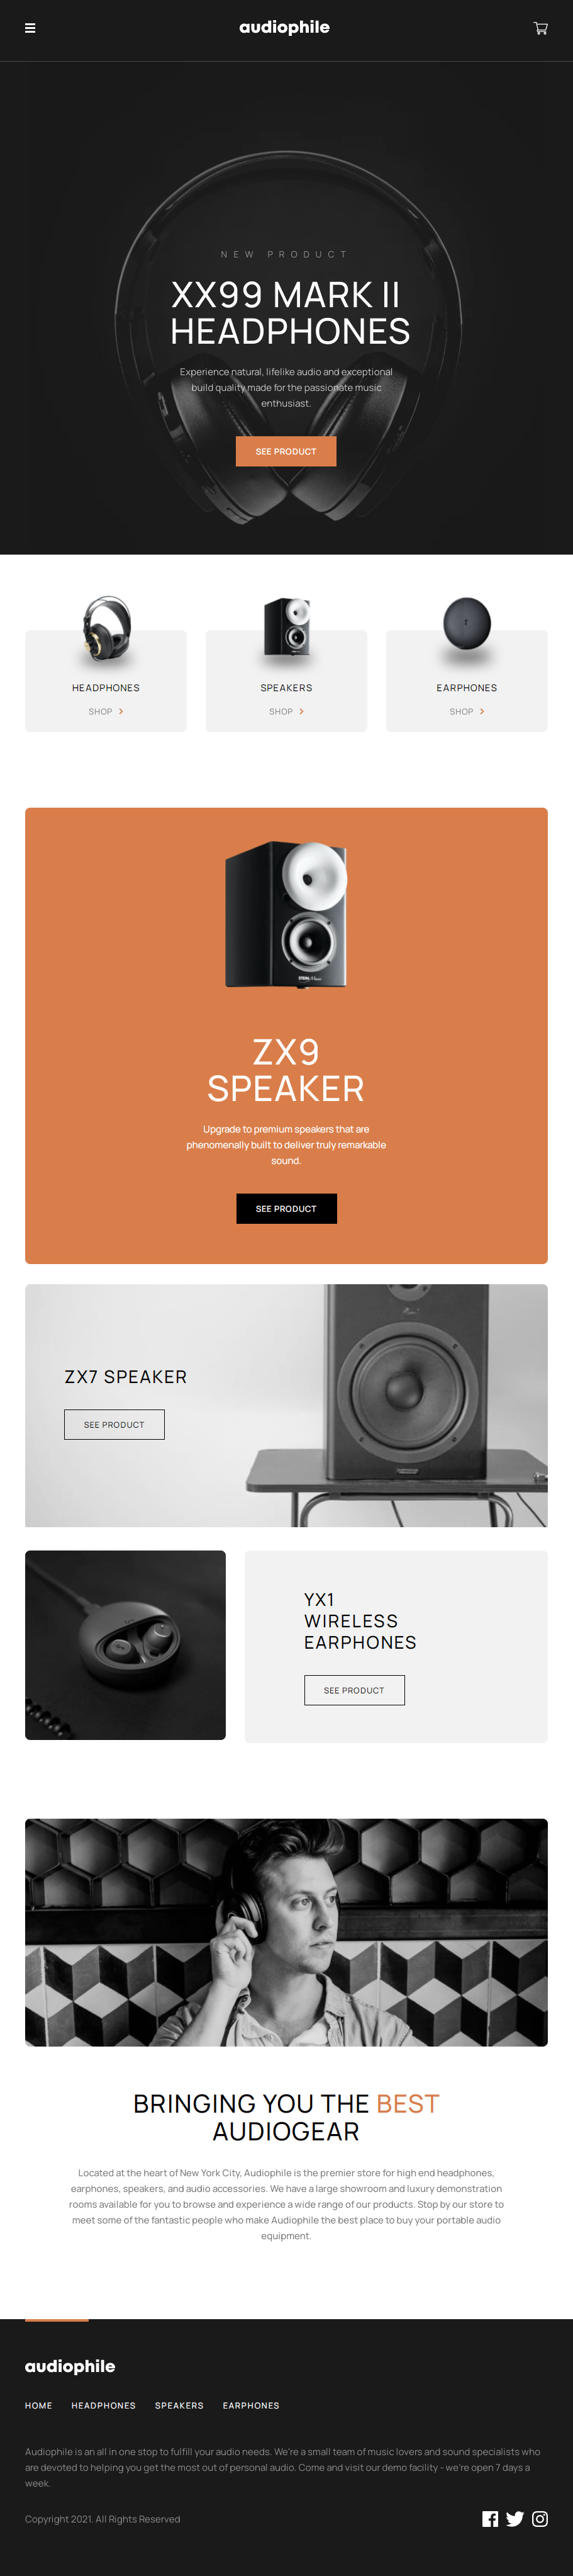 audiophile
NEW PRODUCT
XX99 MARK II
HEADPHONES
Experience natural, lifelike audio and exceptional
build quality made for the passionate music
enthusiast.
SEE PRODUCT
HEADPHONES
SHOP
SPEAKERS
SHOP
EARPHONES
SHOP
ZX9
SPEAKER
Upgrade to premium speakers that are
phenomenally built to deliver truly remarkable
sound.
SEE PRODUCT
ZX7 SPEAKER
SEE PRODUCT
YX1
WIRELESS
EARPHONES
SEE PRODUCT
BRINGING YOU THE BEST
AUDIOGEAR
Located at the heart of New York City, Audiophile is the premier store for high end headphones,
earphones, speakers, and audio accessories. We have a large showroom and luxury demonstration
rooms available for you to browse and experience a wide range of our products. Stop by our store to
meet some of the fantastic people who make Audiophile the best place to buy your portable audio
equipment.
audiophile
HOME HEADPHONES SPEAKERS EARPHONES
Audiophile is an all in one stop to fulfill your audio needs. We're a small team of music lovers and sound specialists who
are devoted to helping you get the most out of personal audio. Come and visit our demo facility - we're open 7 days a
week.
Copyright 2021. All Rights Reserved